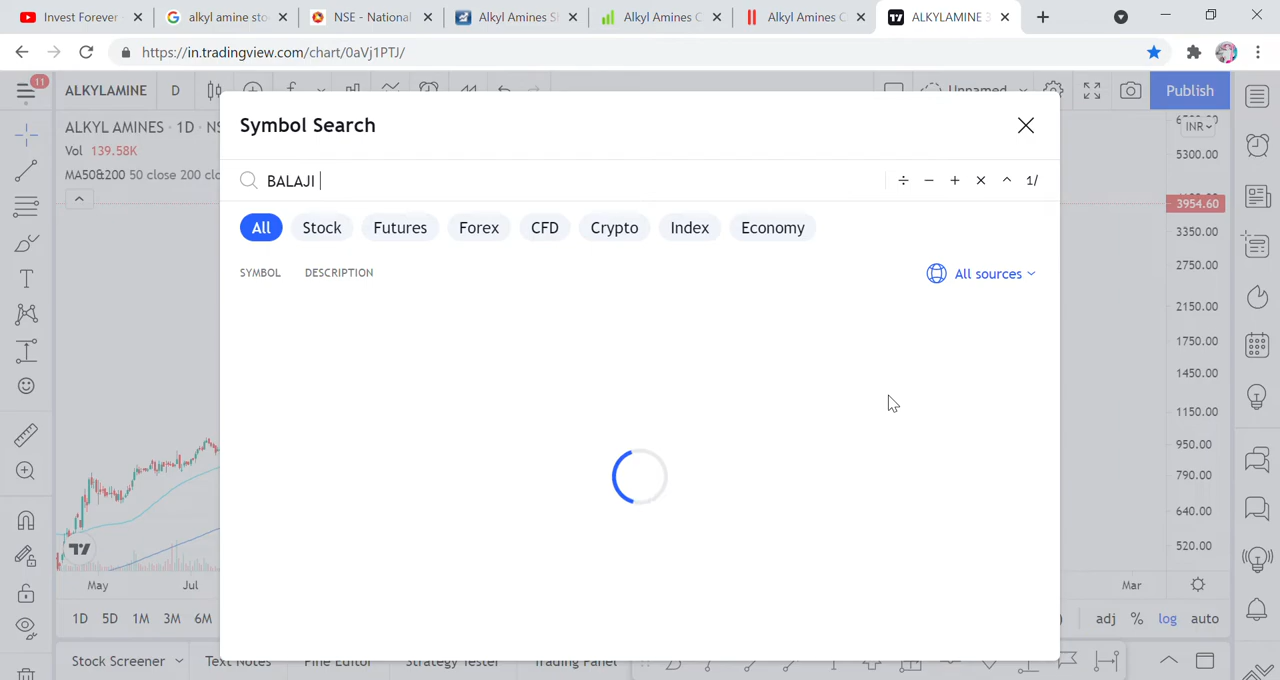 Invest Forever
alkyl amine sto
NSE - National
Alkyl Amines S
Alkyl Amines C
Alkyl Amines C
ALKYLAMINE 3
https://in.tradingview.com/chart/0aVj1PTJ/
11
ALKYLAMINE
D
Unnamed
Publish
ALKYL AMINES · 1D · NS
Vol 139.58K
MA50&200 50 close 200 clo
Symbol Search
BALAJI
÷ − + × ^ 1/
All
Stock
Futures
Forex
CFD
Crypto
Index
Economy
SYMBOL
DESCRIPTION
All sources
INR
5300.00
3954.60
3350.00
2750.00
2150.00
1750.00
1450.00
1150.00
950.00
790.00
640.00
520.00
May
Jul
Mar
1D 5D 1M 3M 6M
adj % log auto
Stock Screener
Text Notes
Pine Editor
Strategy Tester
Trading Panel